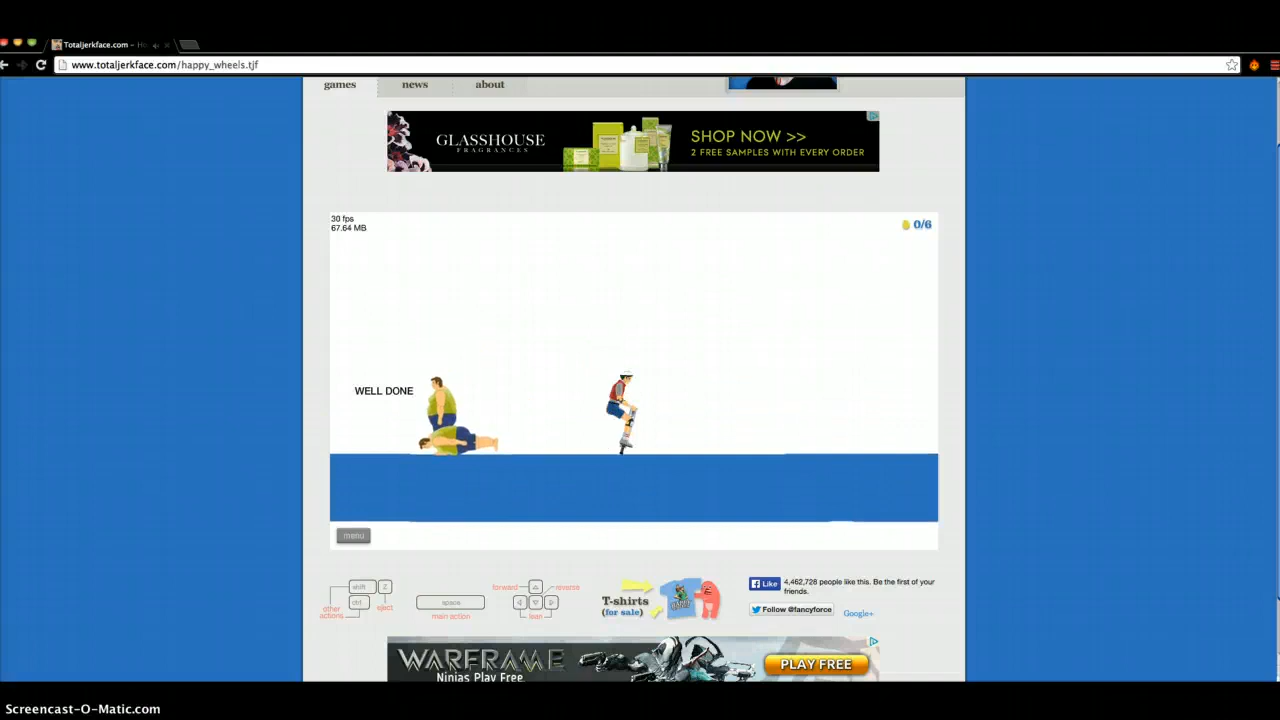 Totaljerkface.com - Ho
www.totaljerkface.com/happy_wheels.tjf
games news about
GLASSHOUSE
FRAGRANCES
SHOP NOW >>
2 FREE SAMPLES WITH EVERY ORDER
30 fps
67.64 MB
0/6
WELL DONE
menu
shift Z
ctrl
other
actions
eject
space
main action
forward
reverse
lean
T-shirts
(for sale)
Like
4,462,728 people like this. Be the first of your
friends.
Follow @fancyforce
Google+
WARFRAME
Ninjas Play Free
PLAY FREE
Screencast-O-Matic.com